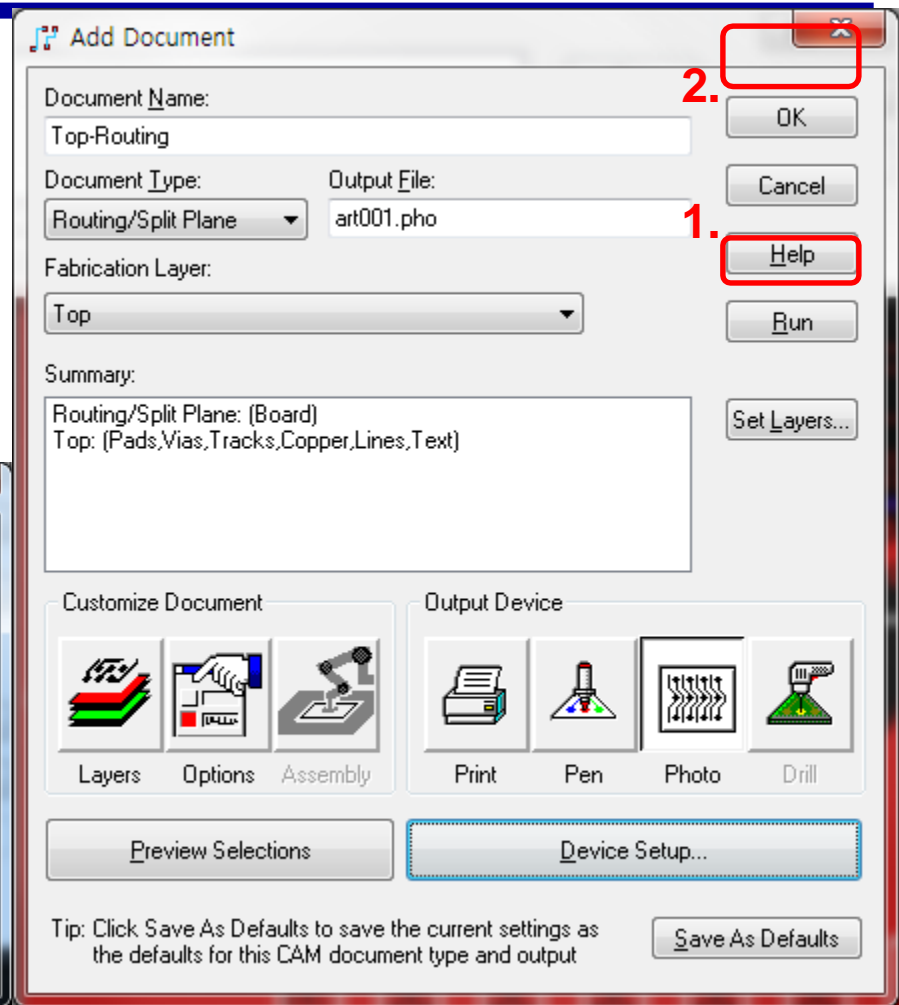 Add Document
2.
Document Name:
OK
Top-Routing
Document Type:
Output File:
Cancel
Routing/Split Plane
art001.pho
1.
Help
Fabrication Layer:
Top
Run
Summary:
Routing/Split Plane: (Board)
Top: (Pads,Vias,Tracks,Copper,Lines,Text)
Set Layers...
Customize Document
Output Device
Layers
Options
Assembly
Print
Pen
Photo
Drill
Preview Selections
Device Setup...
Tip: Click Save As Defaults to save the current settings as
the defaults for this CAM document type and output
Save As Defaults